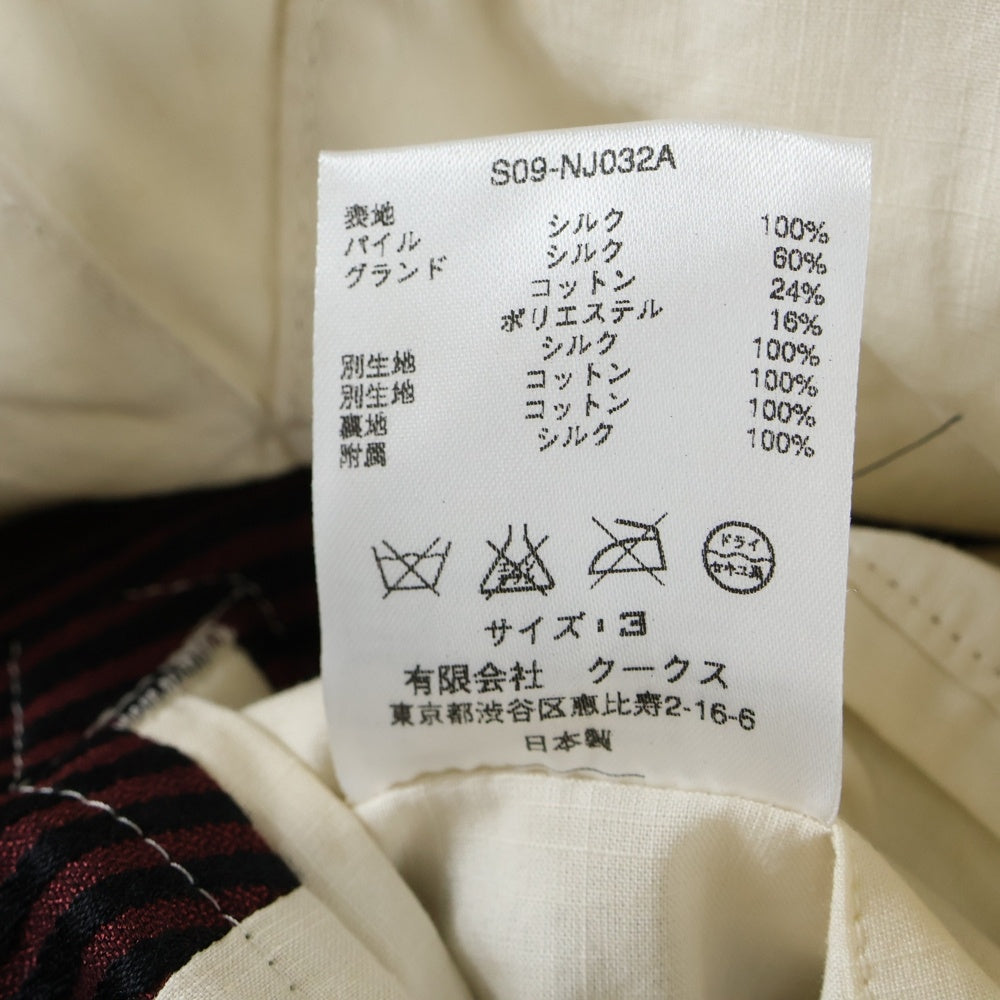 S09-NJ032A
表地 シルク 100%
パイル シルク 60%
グランド コットン 24%
ポリエステル 16%
シルク 100%
別生地 コットン 100%
別生地 コットン 100%
裏地 シルク 100%
附属
ドライ
セキユ系
サイズ:3
有限会社 クークス
東京都渋谷区恵比寿2-16-6
日本製